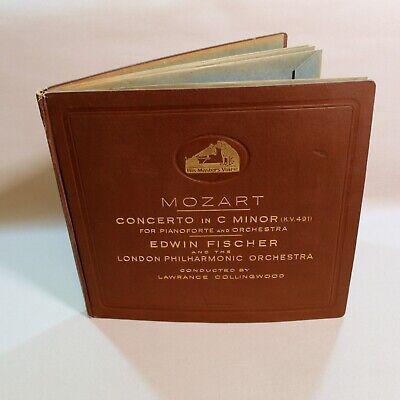 His Master's Voice
MOZART
CONCERTO IN C MINOR (K.V.491)
FOR PIANOFORTE AND ORCHESTRA
EDWIN FISCHER
AND THE
LONDON PHILHARMONIC ORCHESTRA
CONDUCTED BY
LAWRANCE COLLINGWOOD